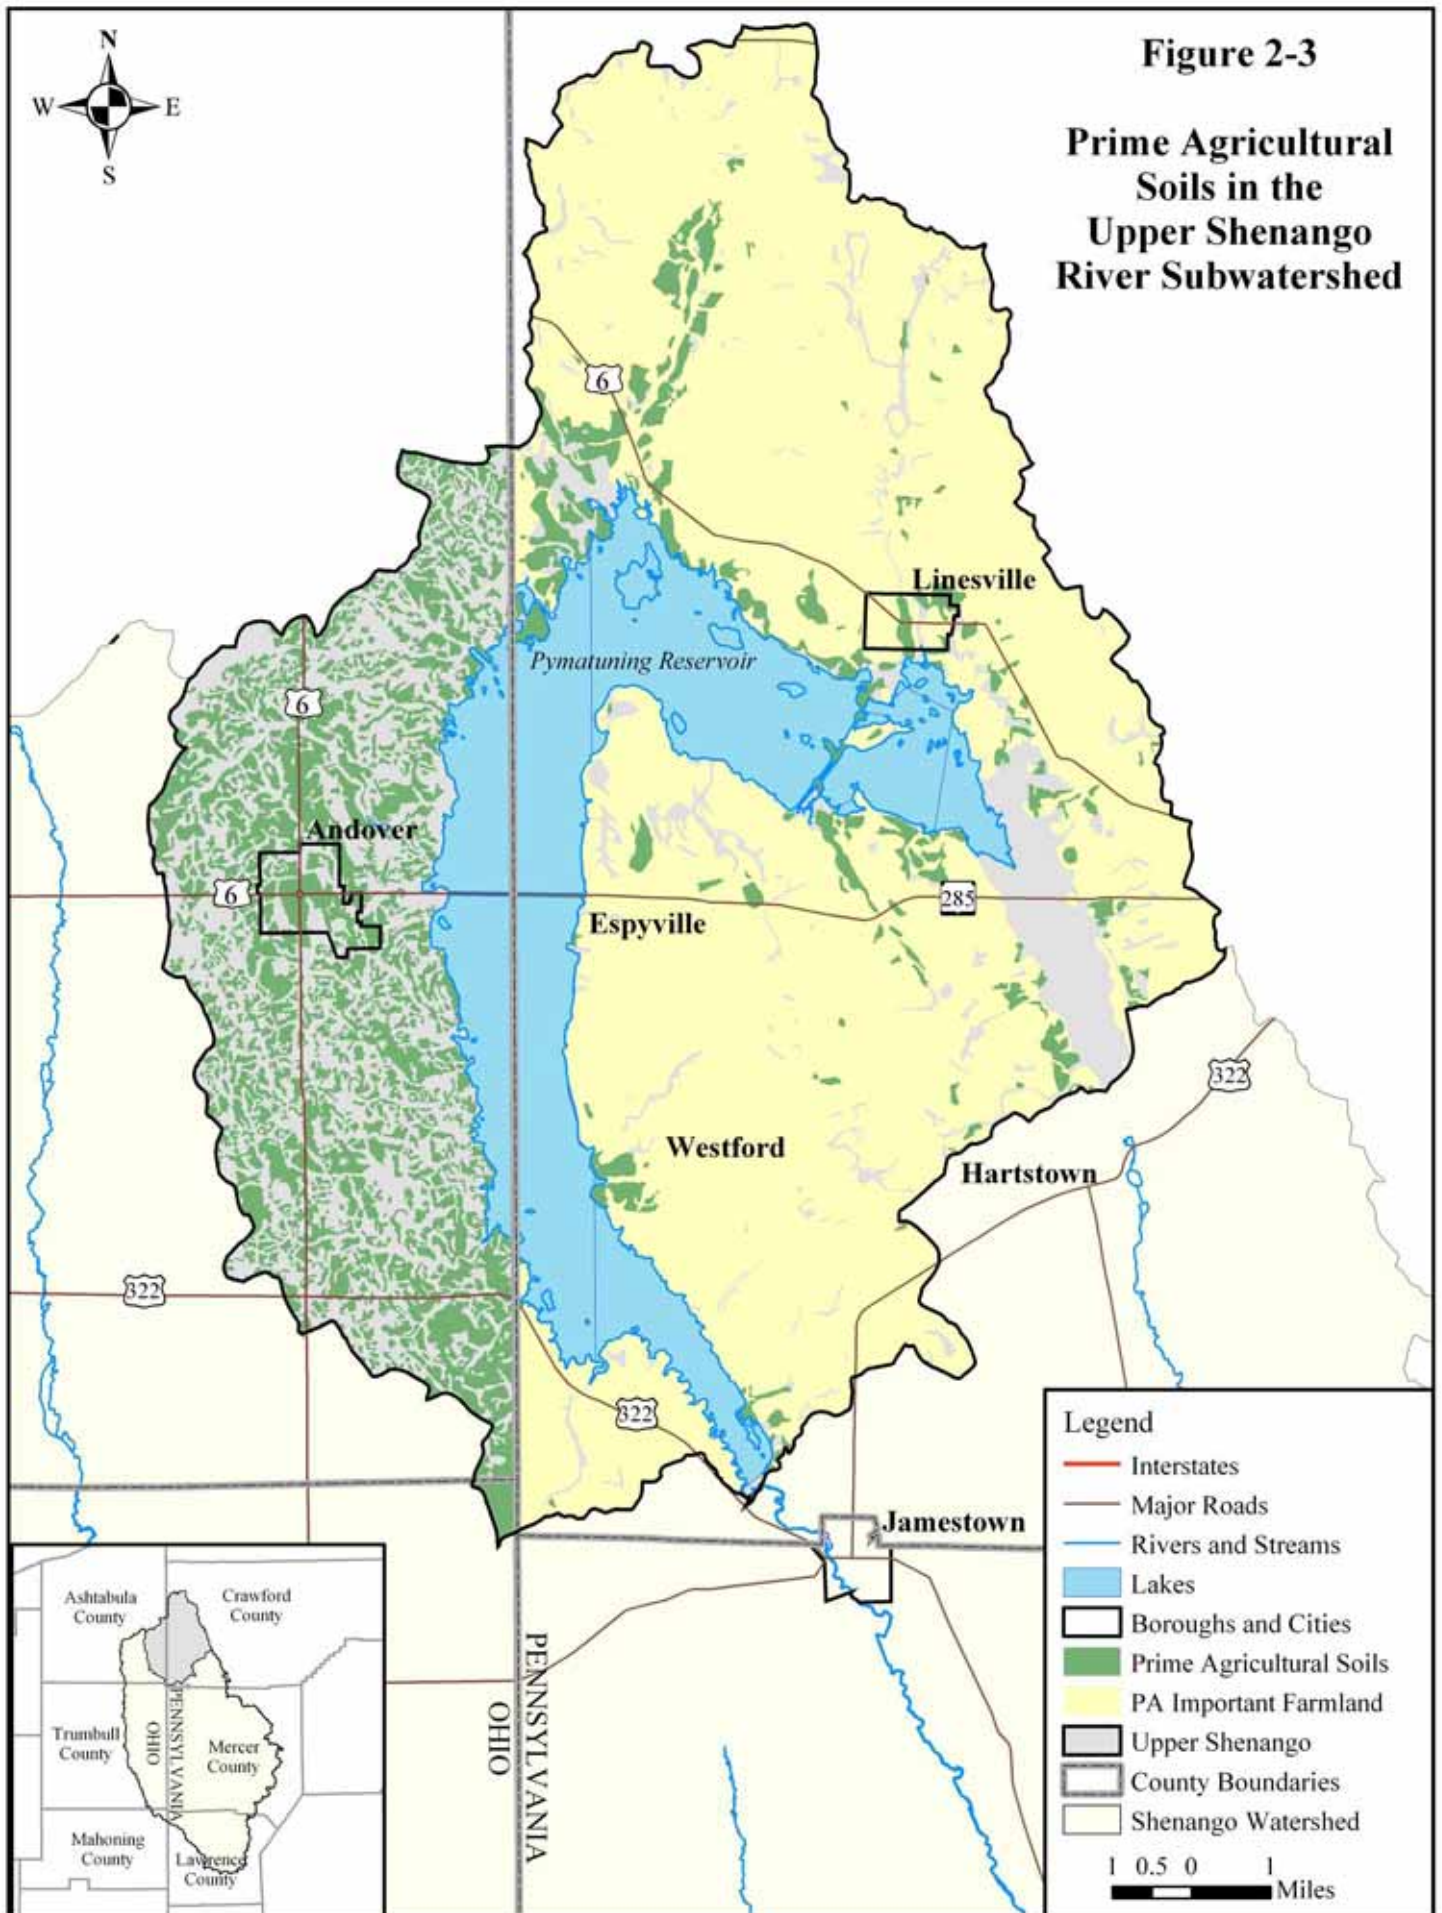 Figure 2-3
Prime Agricultural
Soils in the
Upper Shenango
River Subwatershed
N
W
E
S
6
Linesville
Pymatuning Reservoir
6
Andover
6
285
Espyville
322
Westford
Hartstown
322
322
Jamestown
PENNSYLVANIA
OHIO
Legend
Interstates
Major Roads
Rivers and Streams
Lakes
Boroughs and Cities
Prime Agricultural Soils
PA Important Farmland
Upper Shenango
County Boundaries
Shenango Watershed
1 0.5 0 1
Miles
Ashtabula
County
Crawford
County
Trumbull
County
OHIO
PENNSYLVANIA
Mercer
County
Mahoning
County
Lawrence
County